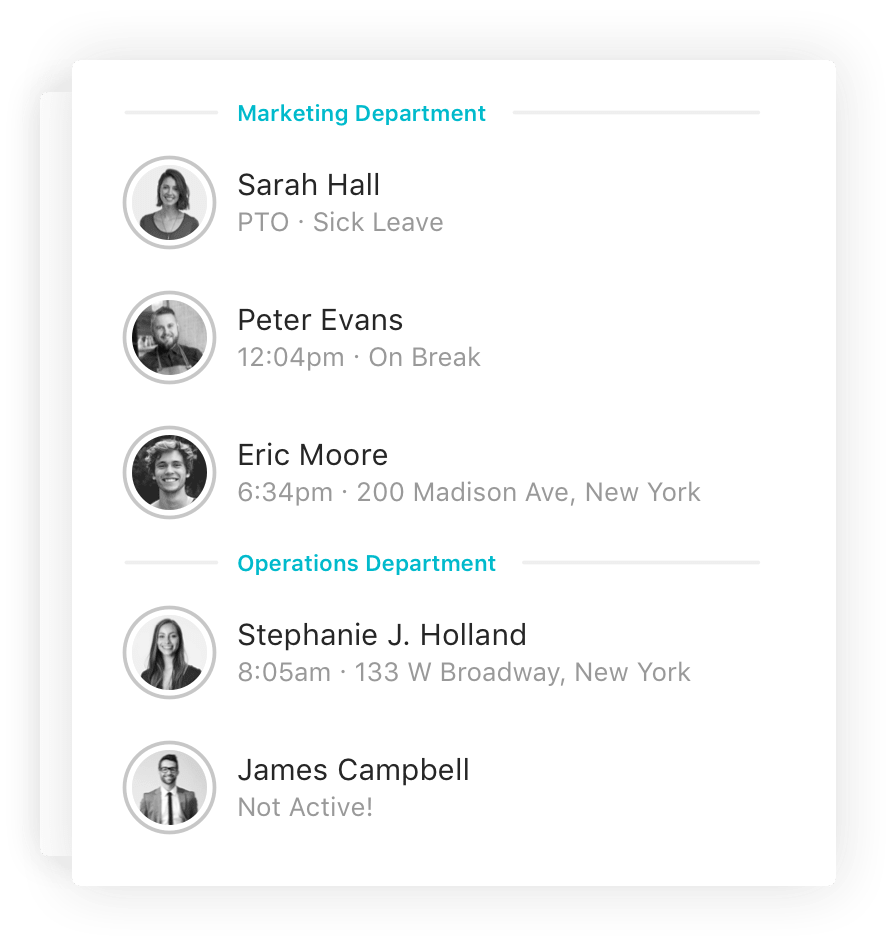 Marketing Department
Sarah Hall
PTO · Sick Leave
Peter Evans
12:04pm · On Break
Eric Moore
6:34pm · 200 Madison Ave, New York
Operations Department
Stephanie J. Holland
8:05am · 133 W Broadway, New York
James Campbell
Not Active!